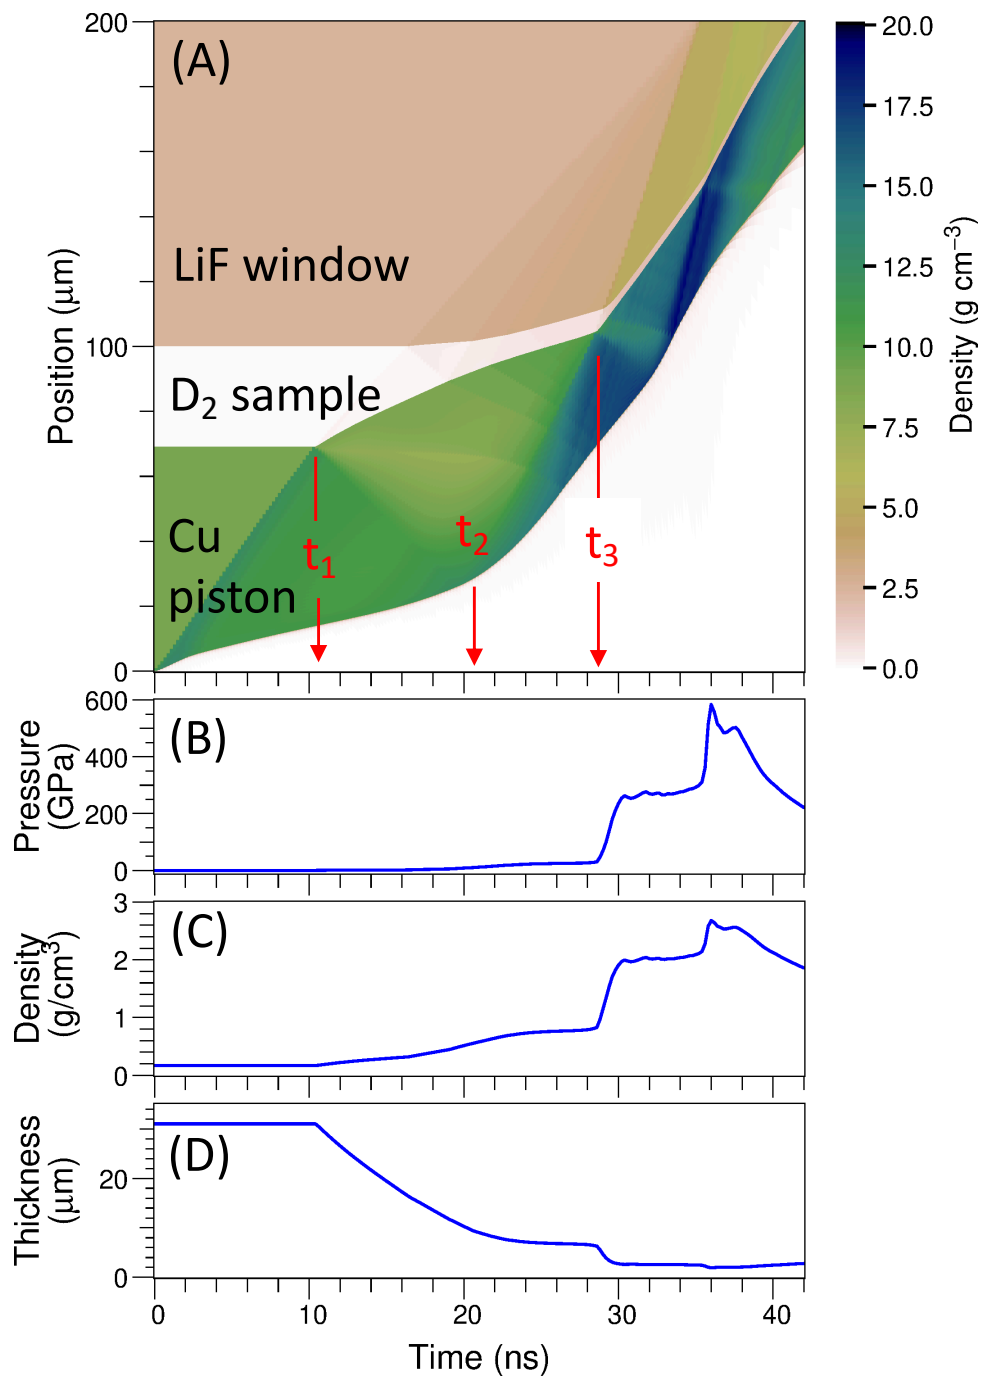 (A)
200
100
0
Position (μm)
LiF window
D₂ sample
Cu
piston
t₁
t₂
t₃
20.0
17.5
15.0
12.5
10.0
7.5
5.0
2.5
0.0
Density (g cm⁻³)
(B)
600
400
200
0
Pressure
(GPa)
(C)
3
2
1
0
Density
(g/cm³)
(D)
20
0
Thickness
(μm)
0 10 20 30 40
Time (ns)